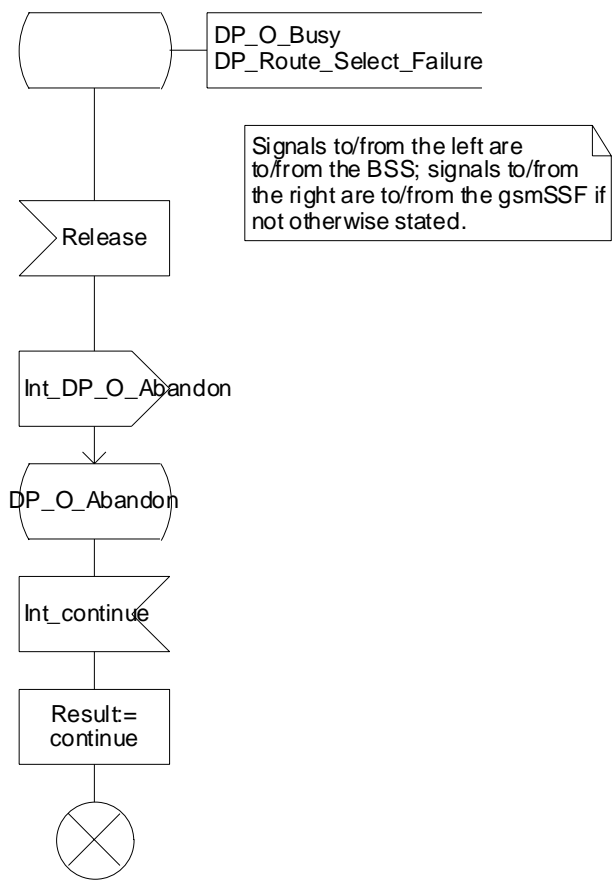 DP_O_Busy
DP_Route_Select_Failure
Signals to/from the left are
to/from the BSS; signals to/from
the right are to/from the gsmSSF if
not otherwise stated.
Release
Int_DP_O_Abandon
DP_O_Abandon
Int_continue
Result:=
continue